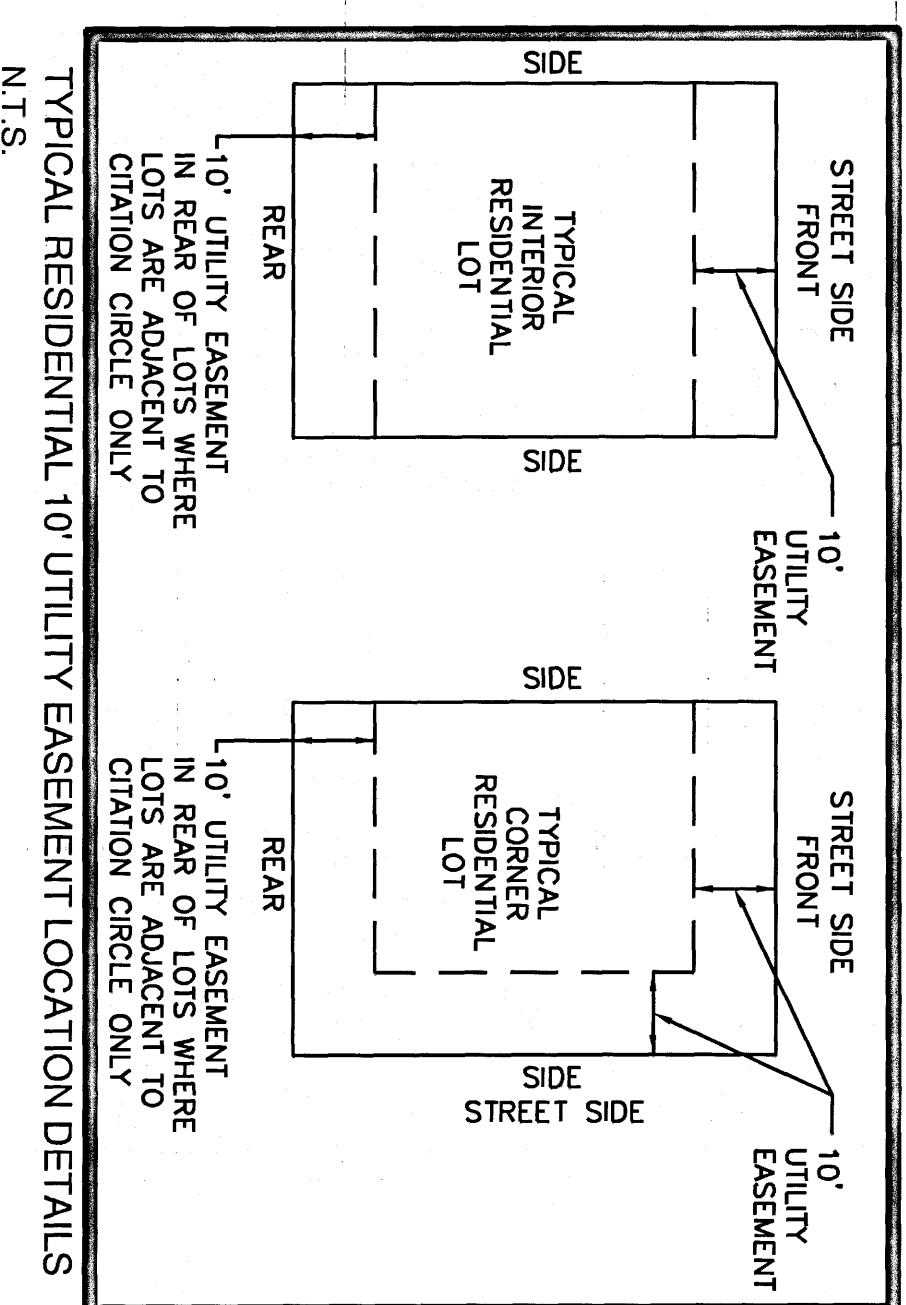 STREET SIDE
FRONT
10'
UTILITY
EASEMENT
SIDE
TYPICAL
INTERIOR
RESIDENTIAL
LOT
SIDE
REAR
10' UTILITY EASEMENT
IN REAR OF LOTS WHERE
LOTS ARE ADJACENT TO
CITATION CIRCLE ONLY
STREET SIDE
FRONT
10'
UTILITY
EASEMENT
SIDE
TYPICAL
CORNER
RESIDENTIAL
LOT
SIDE
STREET SIDE
REAR
10' UTILITY EASEMENT
IN REAR OF LOTS WHERE
LOTS ARE ADJACENT TO
CITATION CIRCLE ONLY
TYPICAL RESIDENTIAL 10' UTILITY EASEMENT LOCATION DETAILS
N.T.S.